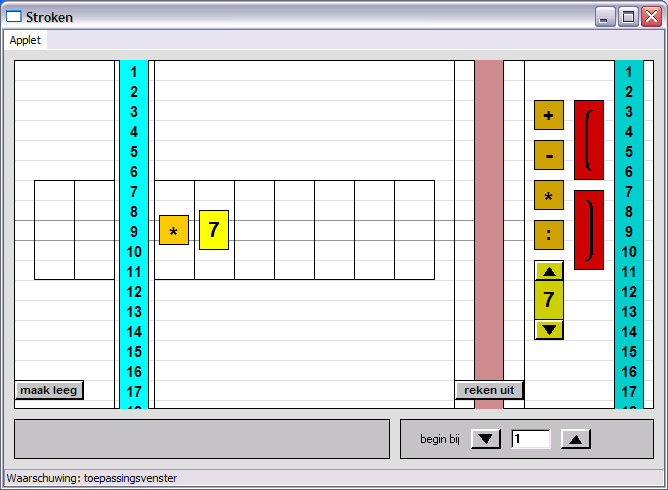 Stroken
Applet
1 1
2 2
3 + 3
4 4
5 - 5
6 6
7 * 7
8 8
* 7 9 : 9
10 10
11 11
12 7 12
13 13
14 14
15 15
16 16
maak leeg 17 reken uit 17
begin bij 1
Waarschuwing: toepassingsvenster